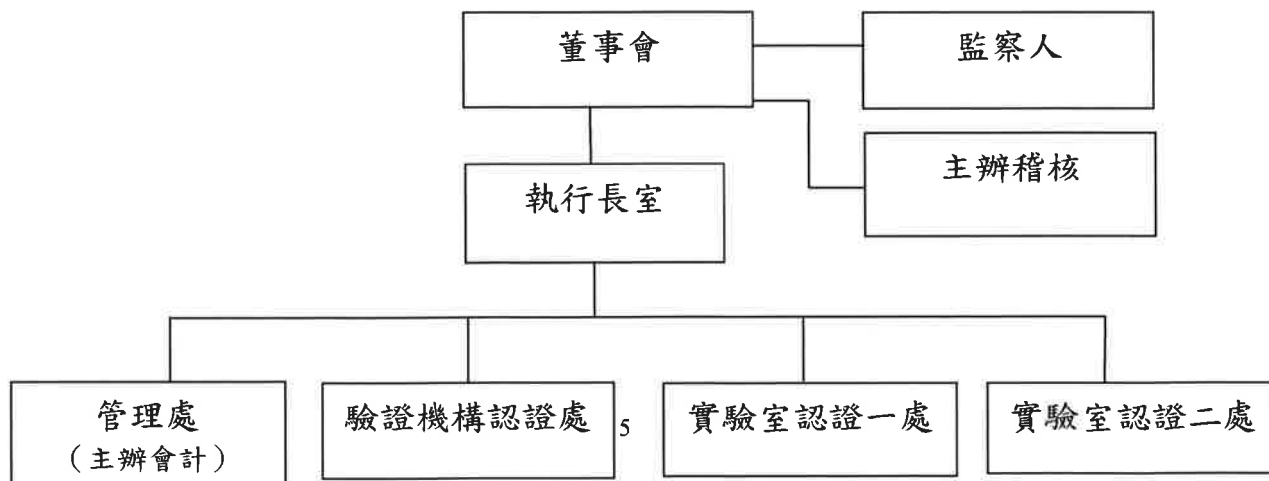 董事會
監察人
主辦稽核
執行長室
管理處
（主辦會計）
驗證機構認證處
5
實驗室認證一處
實驗室認證二處